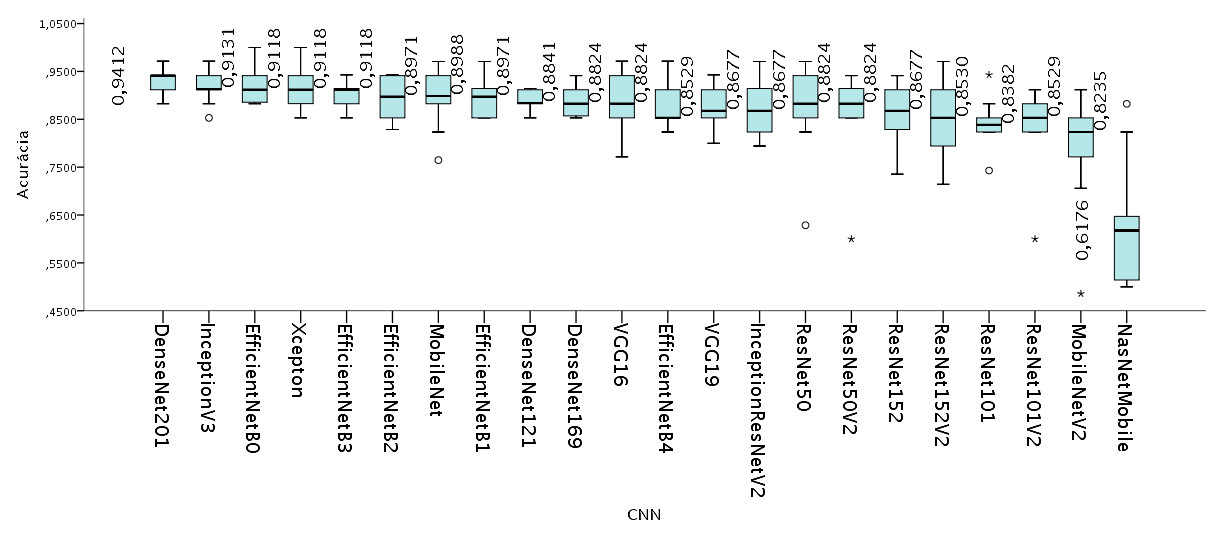 1,0500
,9500
,8500
,7500
,6500
,5500
,4500
Acurácia
0,9412
0,9131
0,9118
0,9118
0,9118
0,8971
0,8988
0,8971
0,8841
0,8824
0,8824
0,8529
0,8677
0,8677
0,8824
0,8824
0,8677
0,8530
0,8382
0,8529
0,8235
0,6176
DenseNet201
InceptionV3
EfficientNetB0
Xcepton
EfficientNetB3
EfficientNetB2
MobileNet
EfficientNetB1
DenseNet121
DenseNet169
VGG16
EfficientNetB4
VGG19
InceptionResNetV2
ResNet50
ResNet50V2
ResNet152
ResNet152V2
ResNet101
ResNet101V2
MobileNetV2
NasNetMobile
CNN